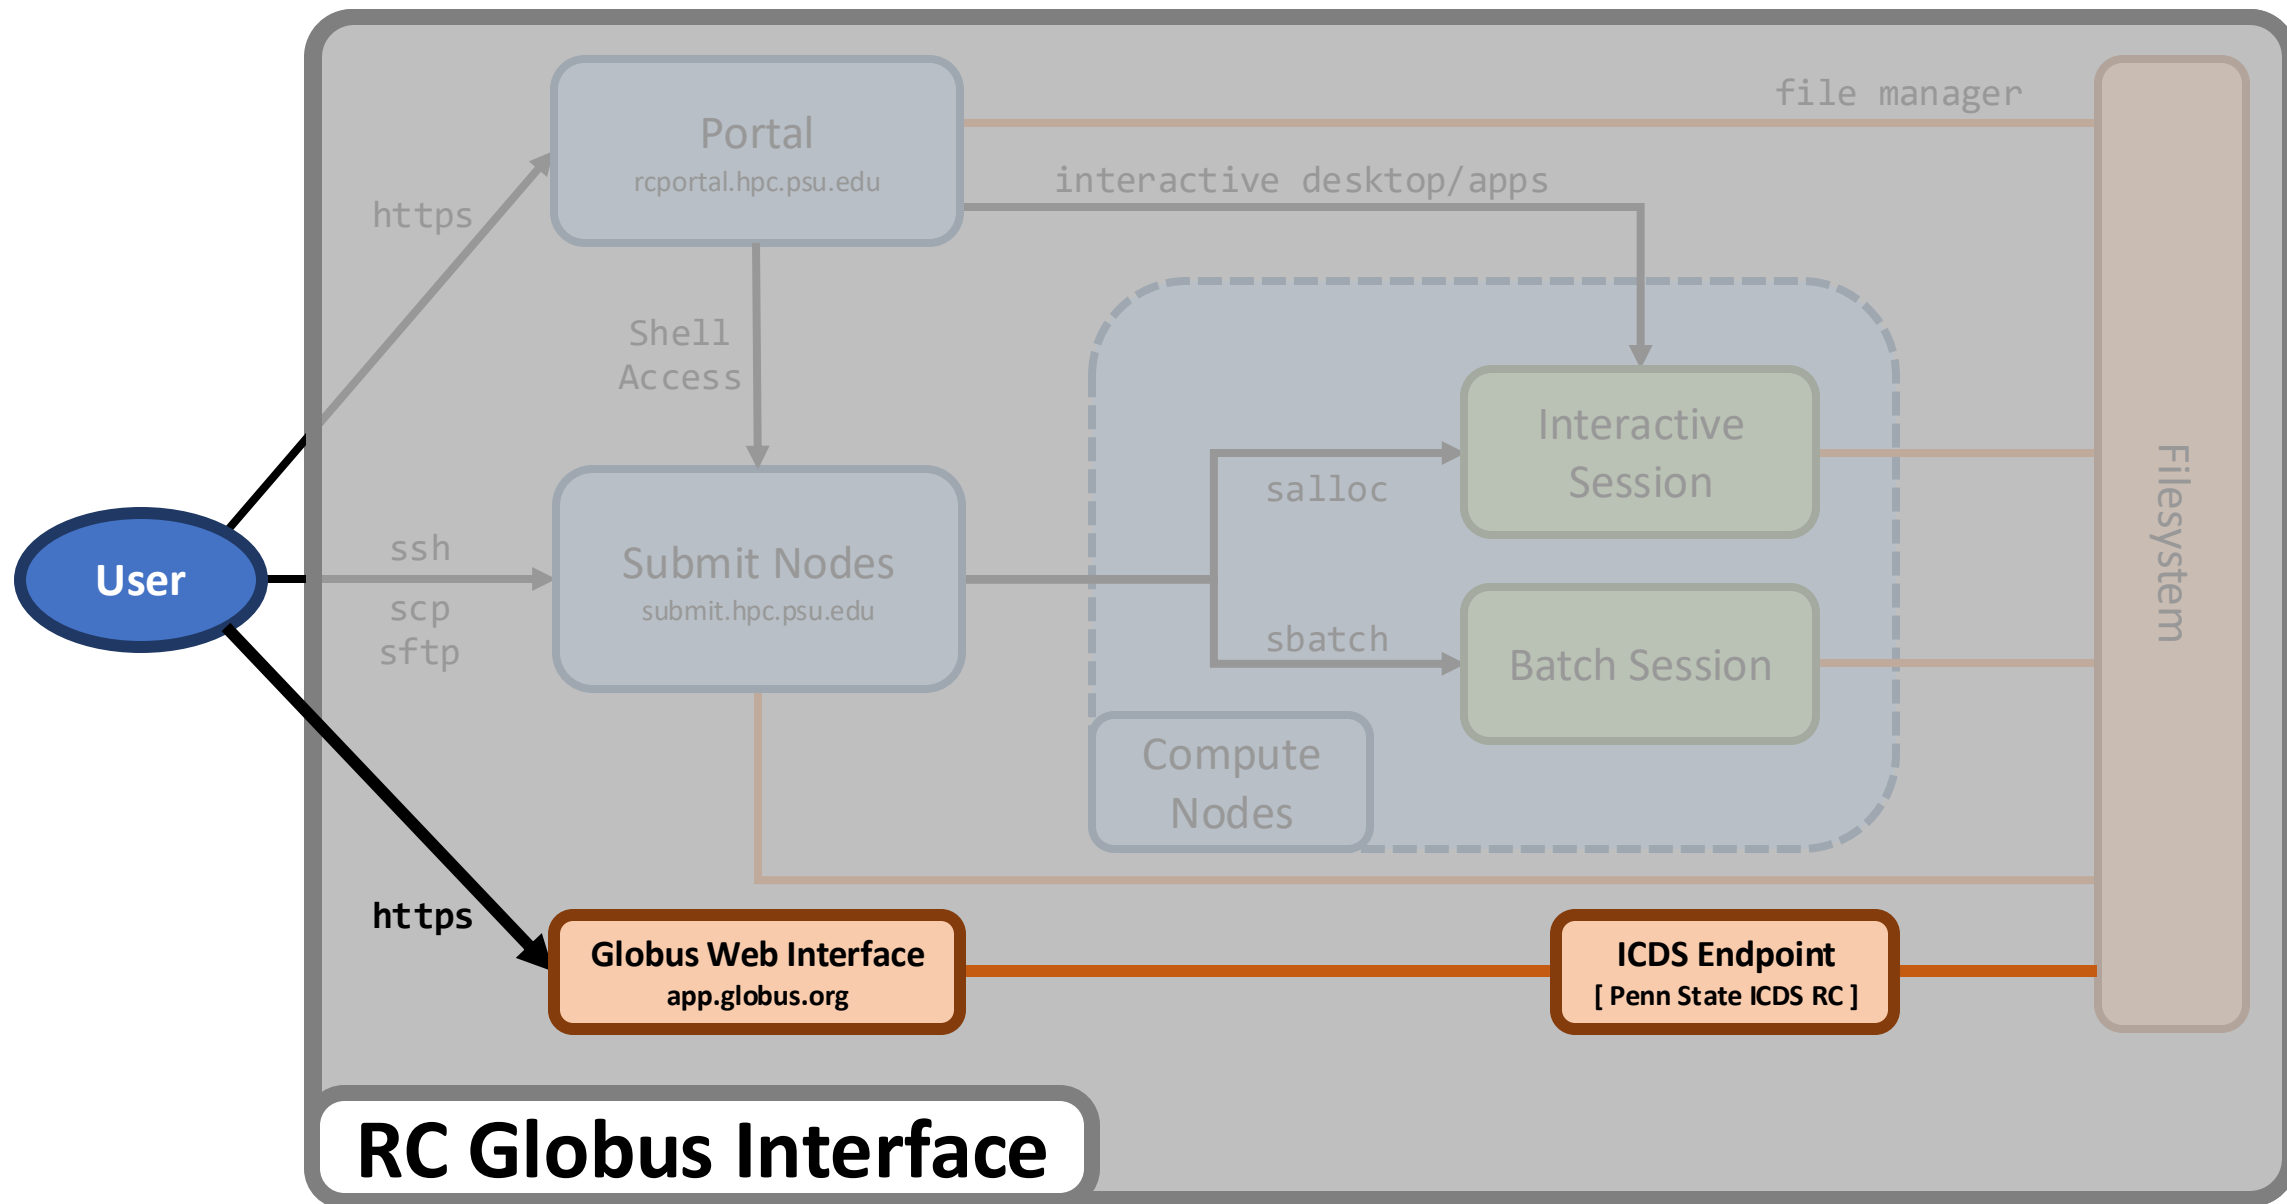 Portal
rcportal.hpc.psu.edu
file manager
interactive desktop/apps
https
Shell
Access
Interactive
Session
salloc
Filesystem
User
ssh
scp
sftp
Submit Nodes
submit.hpc.psu.edu
sbatch
Batch Session
Compute
Nodes
https
Globus Web Interface
app.globus.org
ICDS Endpoint
[ Penn State ICDS RC ]
RC Globus Interface